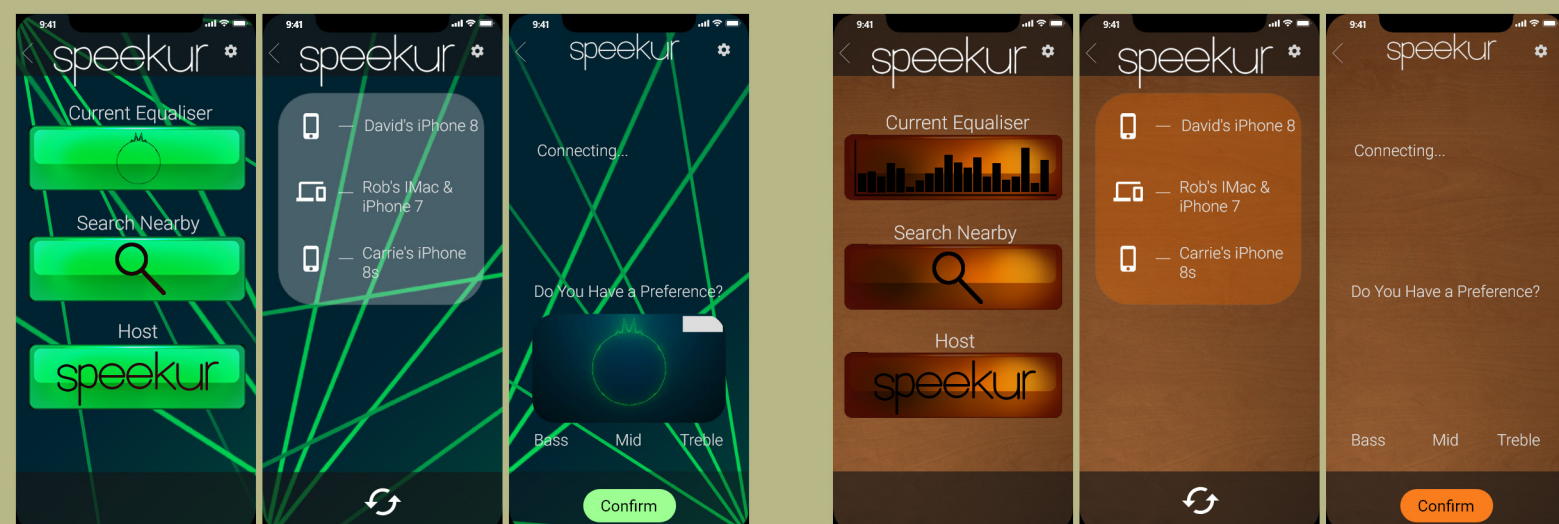 9:41
speekur
Current Equaliser
Search Nearby
Host
speekur
9:41
speekur
— David's iPhone 8
— Rob's IMac &
iPhone 7
— Carrie's iPhone
8s
9:41
speekur
Connecting...
Do You Have a Preference?
Bass Mid Treble
Confirm
9:41
speekur
Current Equaliser
Search Nearby
Host
speekur
9:41
speekur
— David's iPhone 8
— Rob's IMac &
iPhone 7
— Carrie's iPhone
8s
9:41
speekur
Connecting...
Do You Have a Preference?
Bass Mid Treble
Confirm